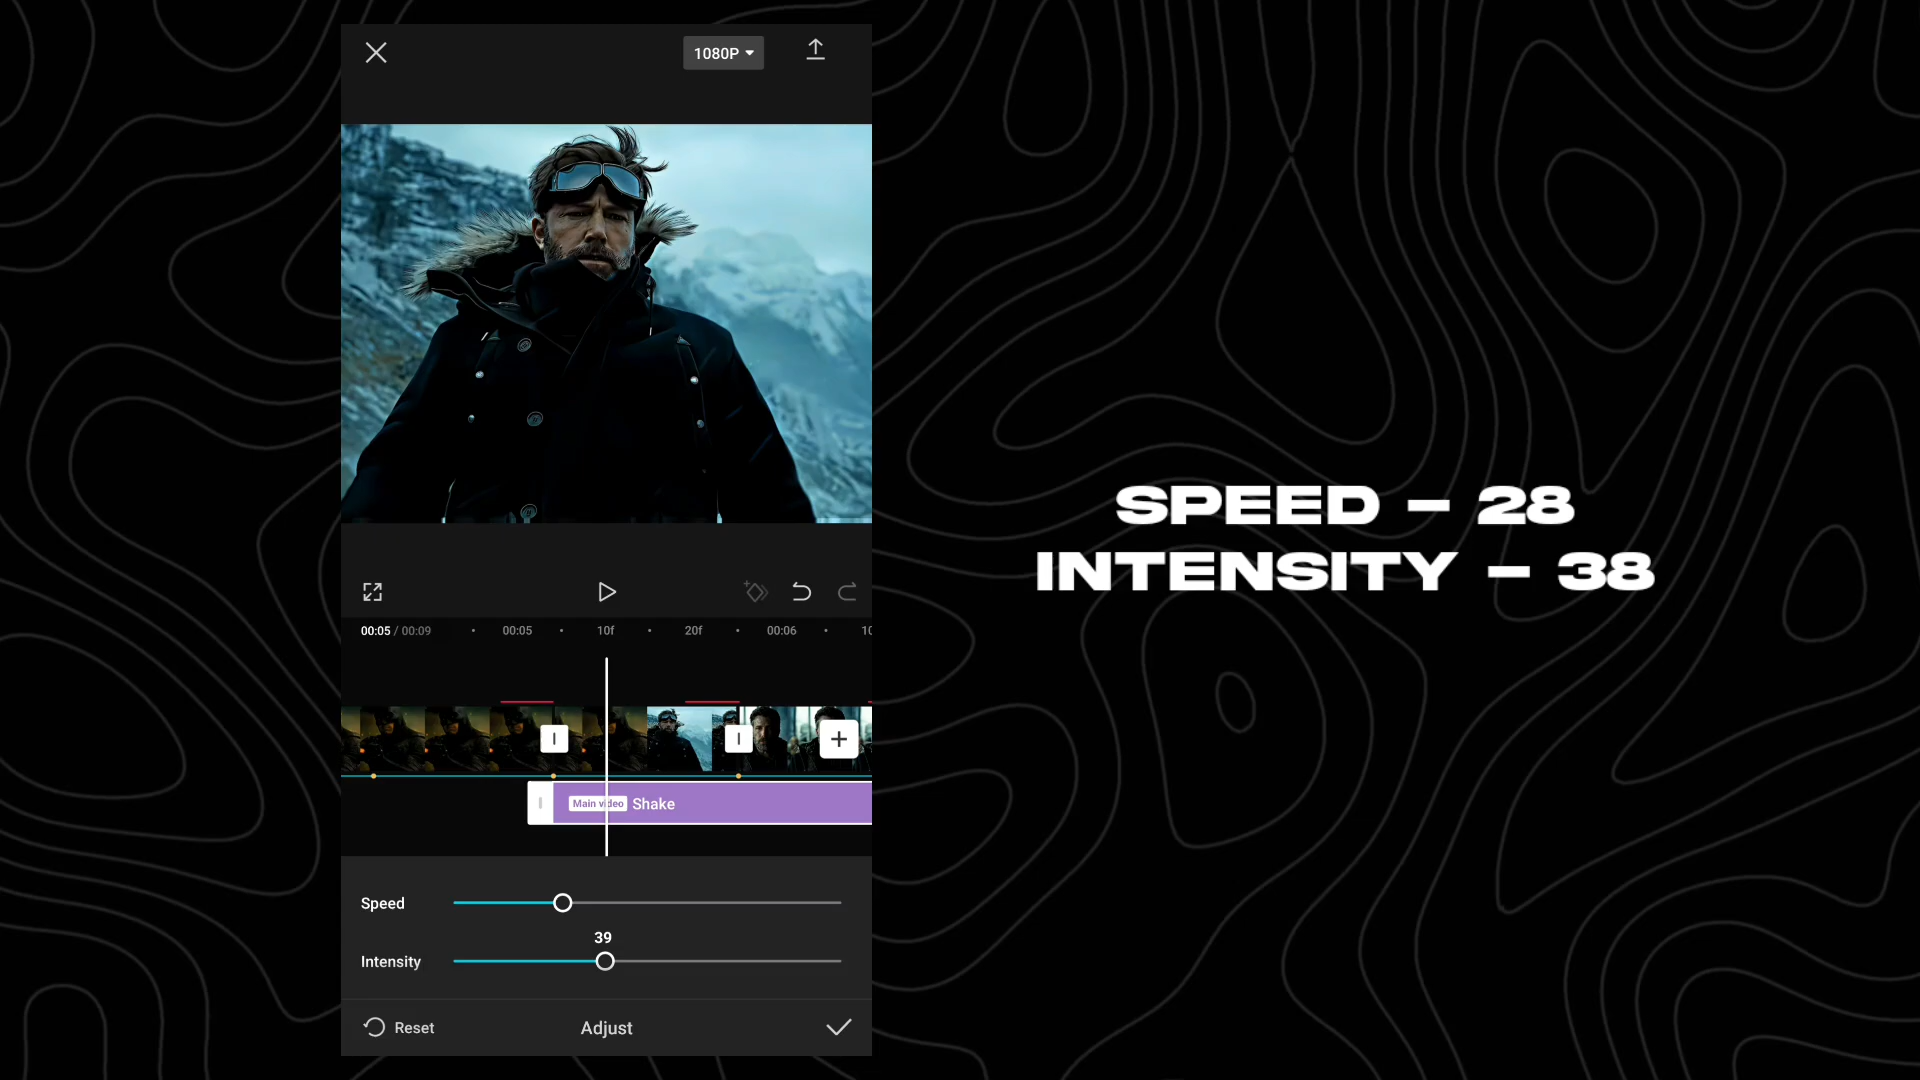 1080P
SPEED – 28
INTENSITY – 38
00:05 / 00:09 00:05 10f 20f 00:06 10
Main video Shake
Speed
39
Intensity
Reset Adjust